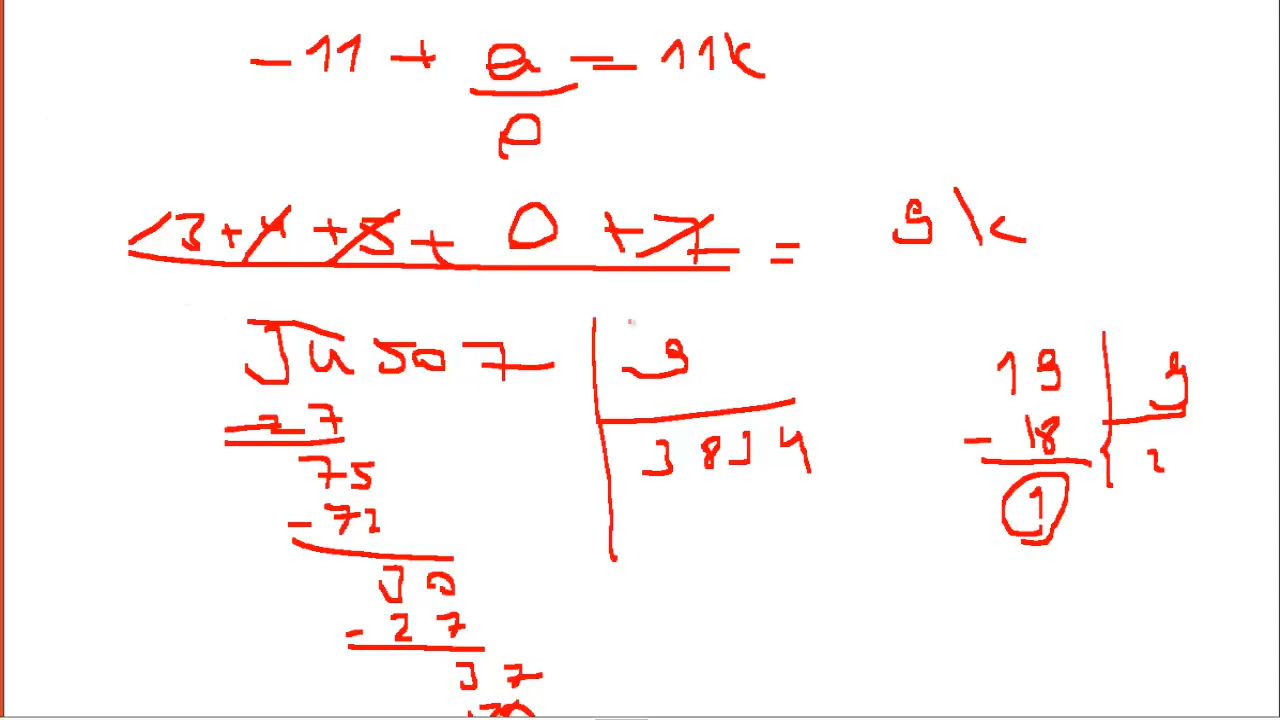 -11 + a = 11k
3+4 +5+ 0 +7 = 9k
34507 9
- 27 3834
75
- 72
30
- 27
37
19 9
- 18 2
1